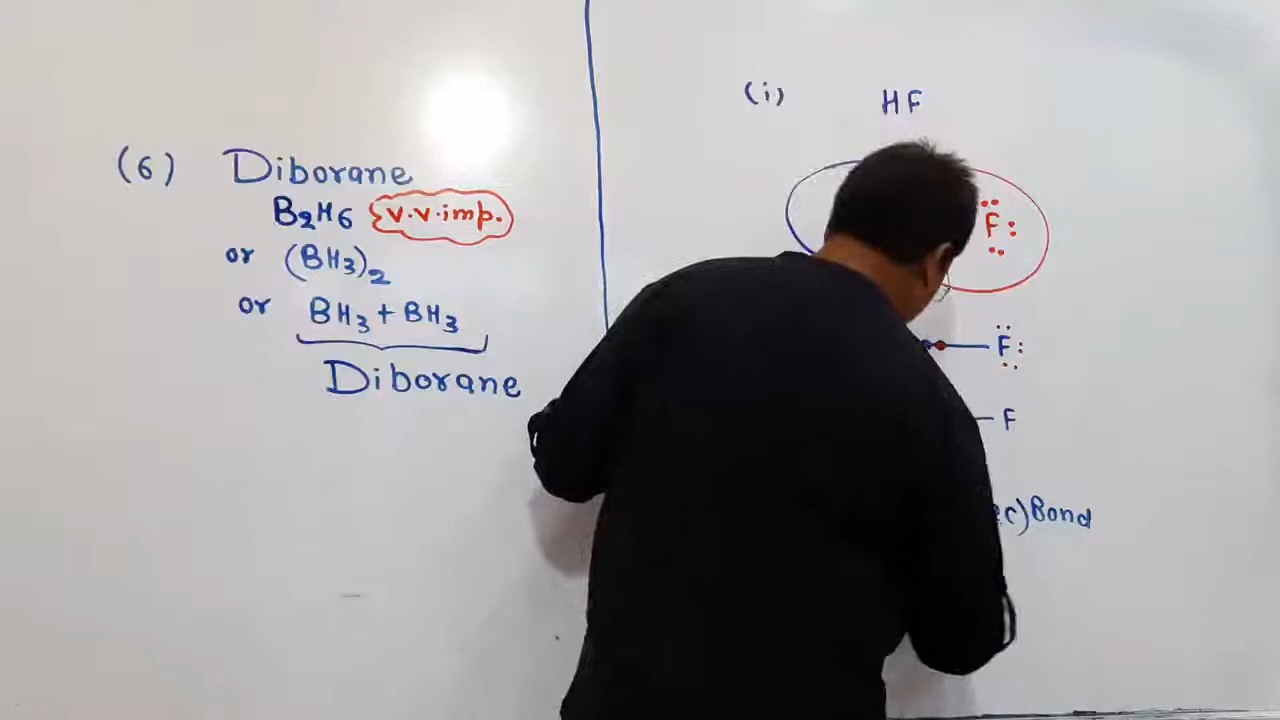 (6) Diborane
B₂H₆ {v.v.imp.
or (BH₃)₂
or BH₃ + BH₃
Diborane
(i) HF
F
F
F
c) Bond